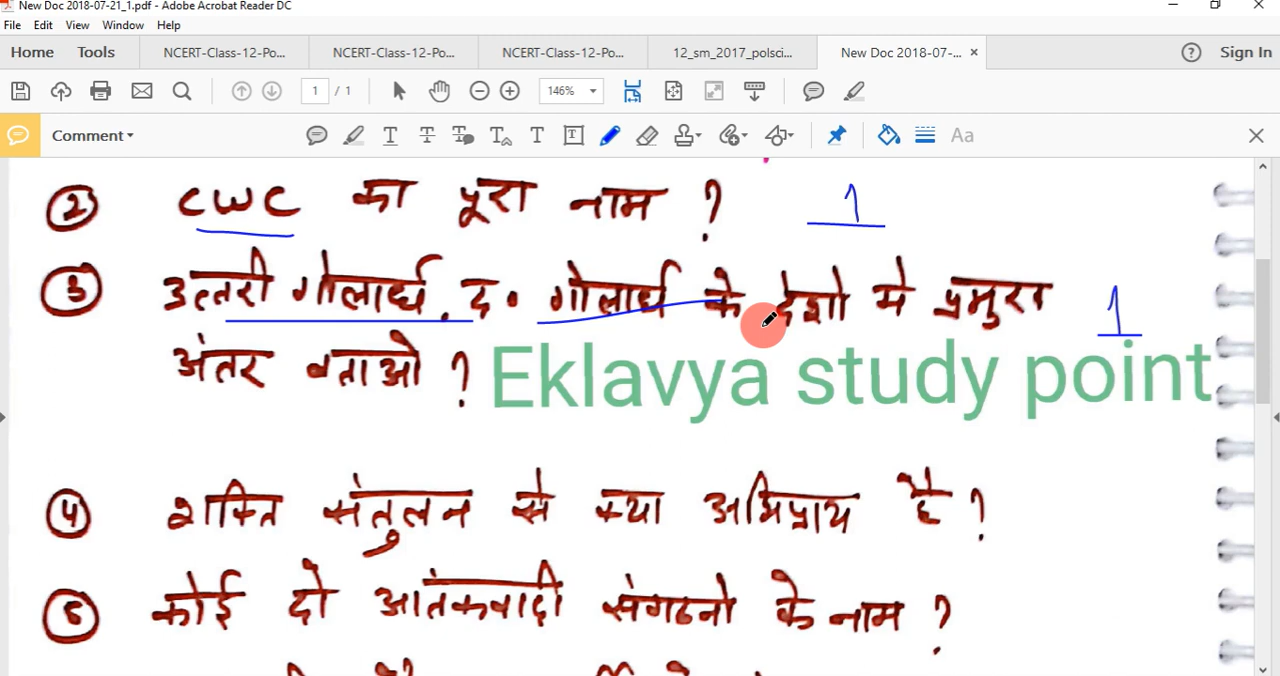 New Doc 2018-07-21_1.pdf - Adobe Acrobat Reader DC
File Edit View Window Help
Home Tools NCERT-Class-12-Po... NCERT-Class-12-Po... NCERT-Class-12-Po... 12_sm_2017_polsci... New Doc 2018-07-... × ? Sign In
1 / 1 146%
Comment T T T T T T Aa
② CWC का पूरा नाम ? 1
③ उत्तरी गोलार्ध्द. द० गोलार्ध के देशो मे प्रमुख 1
अंतर बताओ ?
Eklavya study point
④ शक्ति संतुलन से क्या अभिप्राय है ?
⑤ कोई दो आतंकवादी संगठनो के नाम ?